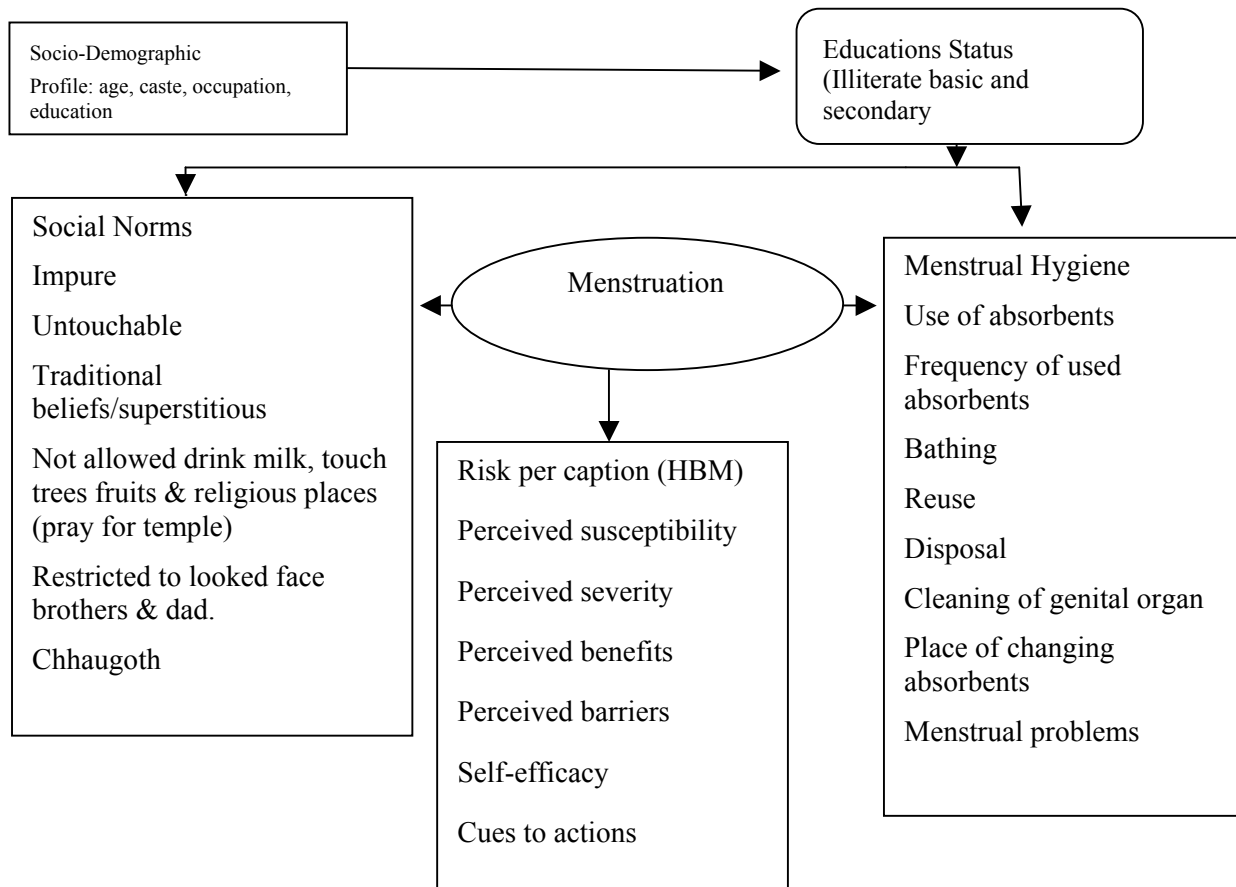 Socio-Demographic
Profile: age, caste, occupation,
education
Educations Status
(Illiterate basic and
secondary
Social Norms
Impure
Untouchable
Traditional
beliefs/superstitious
Not allowed drink milk, touch
trees fruits & religious places
(pray for temple)
Restricted to looked face
brothers & dad.
Chhaugoth
Menstruation
Risk per caption (HBM)
Perceived susceptibility
Perceived severity
Perceived benefits
Perceived barriers
Self-efficacy
Cues to actions
Menstrual Hygiene
Use of absorbents
Frequency of used
absorbents
Bathing
Reuse
Disposal
Cleaning of genital organ
Place of changing
absorbents
Menstrual problems